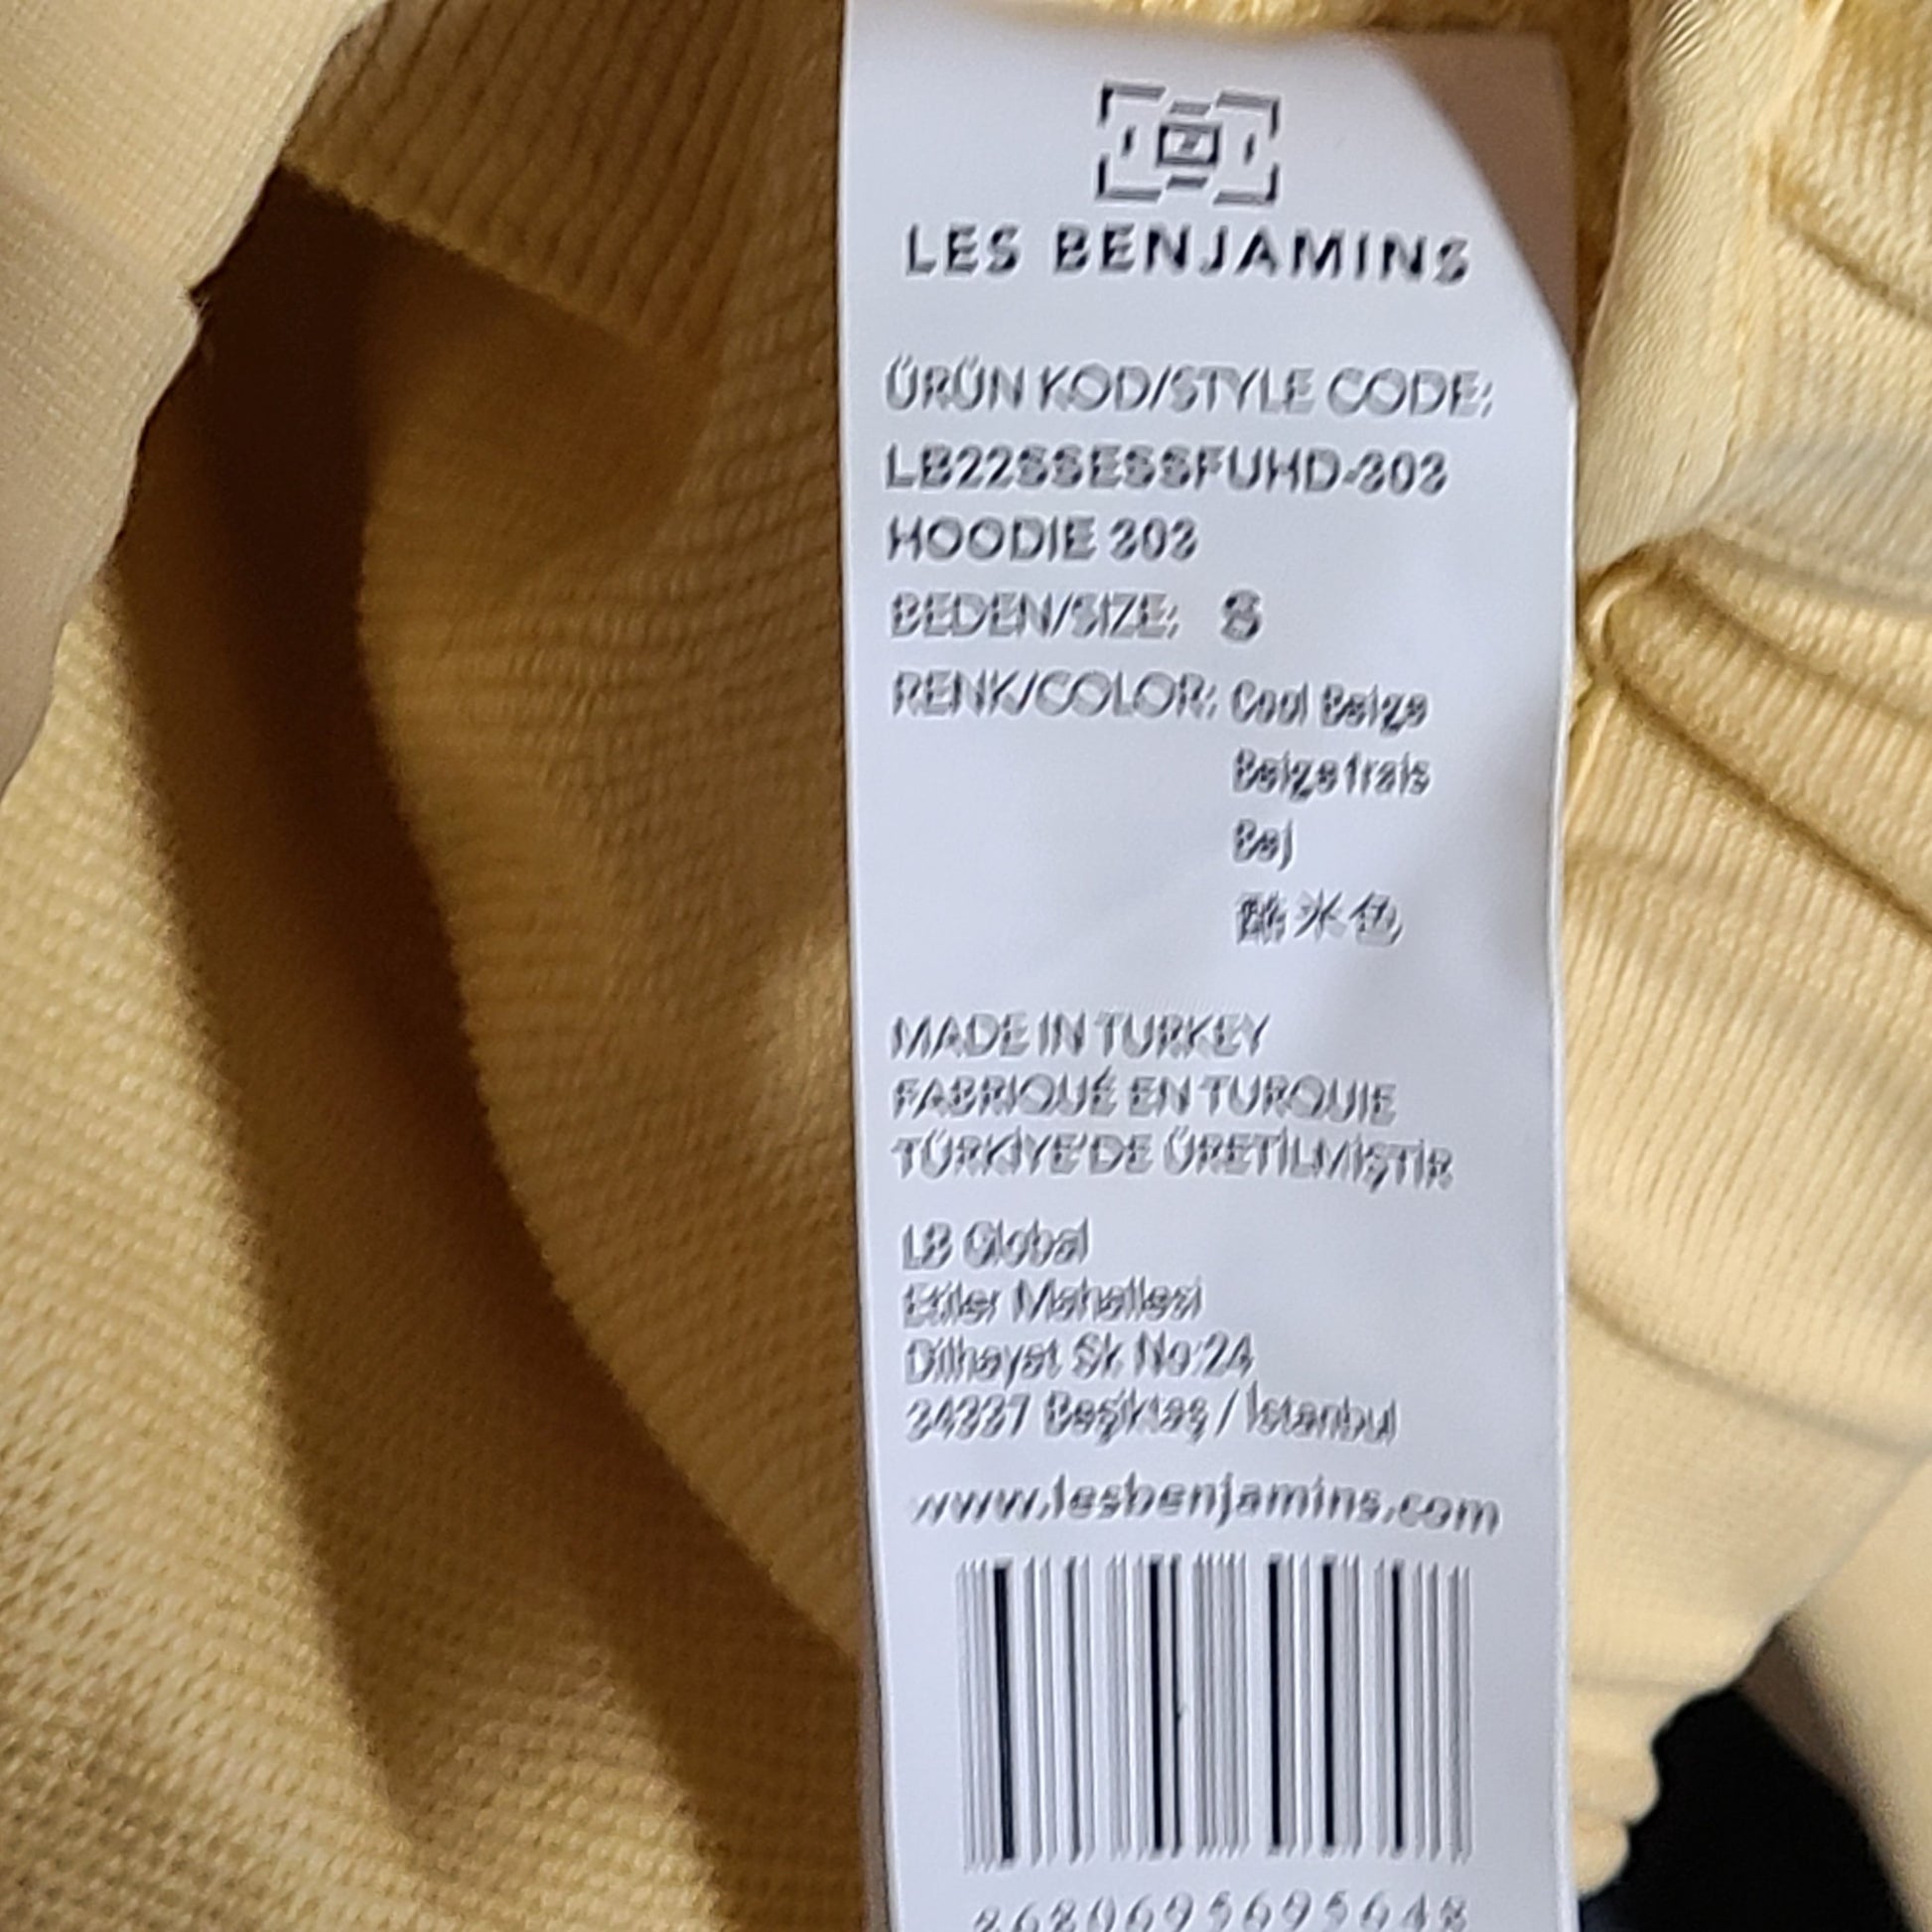 LES BENJAMINS
ÜRÜN KOD/STYLE CODE:
LB22SSESSFUHD-303
HOODIE 303
BEDEN/SIZE: S
RENK/COLOR: Cool Beige
Beige frais
Bej
酷米色
MADE IN TURKEY
FABRIQUÉ EN TURQUIE
TÜRKİYE'DE ÜRETİLMİŞTİR
LB Global
Etiler Mahallesi
Dilhayat Sk No:24
34337 Beşiktaş / İstanbul
www.lesbenjamins.com